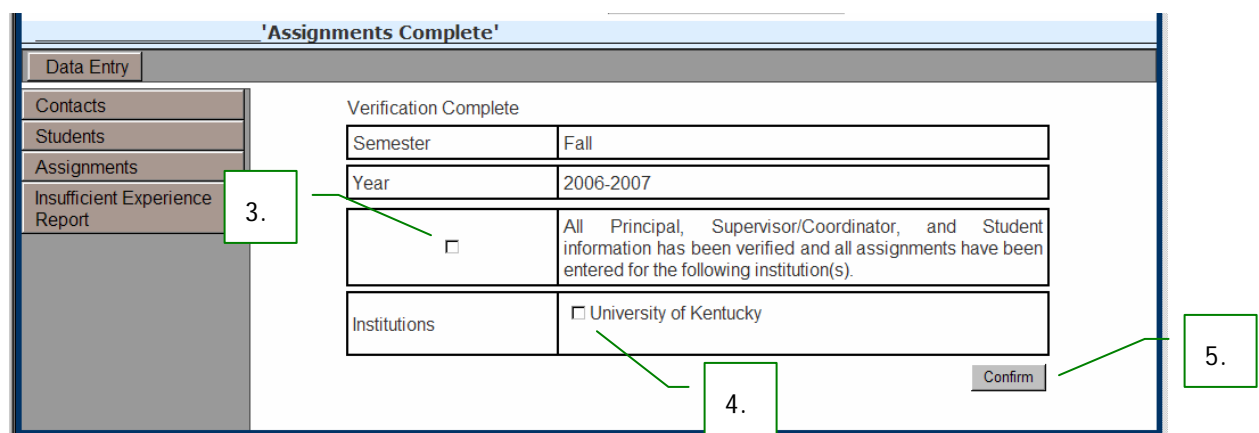 'Assignments Complete'
Data Entry
Contacts
Students
Assignments
Insufficient Experience
Report
Verification Complete
Semester Fall
Year 2006-2007
All Principal, Supervisor/Coordinator, and Student
information has been verified and all assignments have been
entered for the following institution(s).
Institutions University of Kentucky
Confirm
3.
4.
5.